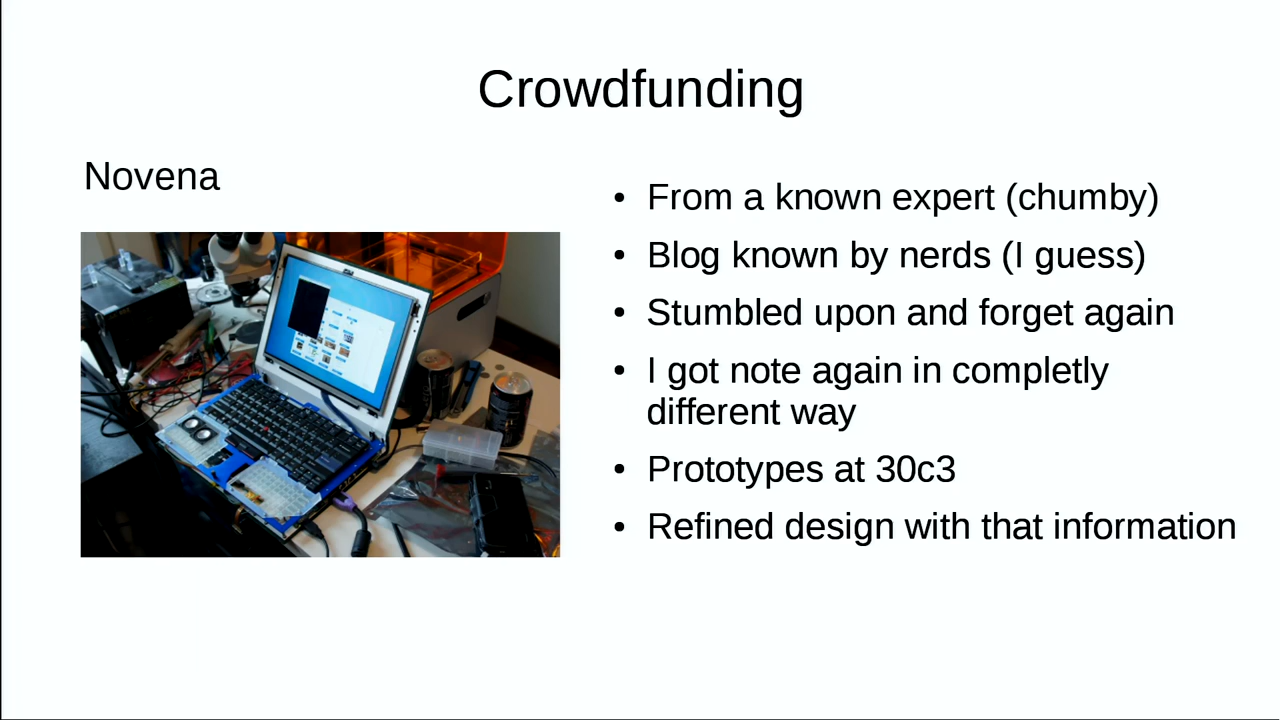 Crowdfunding
Novena
• From a known expert (chumby)
• Blog known by nerds (I guess)
• Stumbled upon and forget again
• I got note again in completly
different way
• Prototypes at 30c3
• Refined design with that information